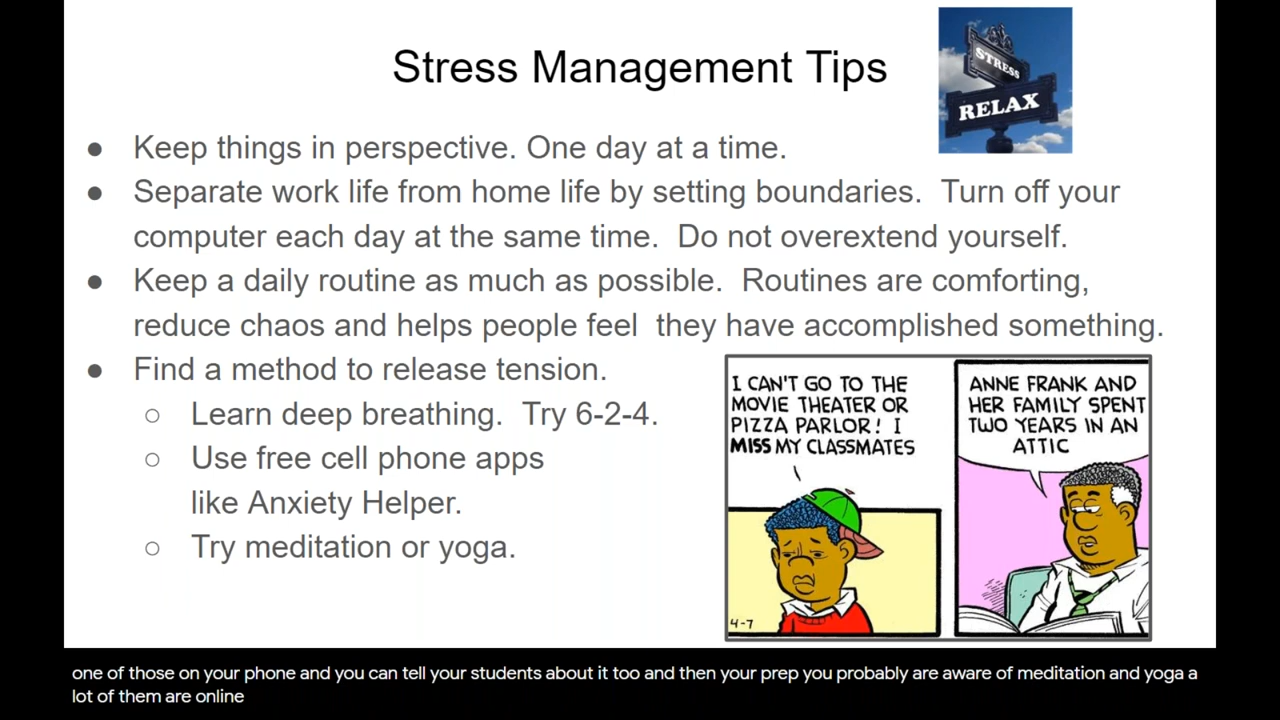 Stress Management Tips
STRESS
RELAX
● Keep things in perspective. One day at a time.
● Separate work life from home life by setting boundaries. Turn off your
computer each day at the same time. Do not overextend yourself.
● Keep a daily routine as much as possible. Routines are comforting,
reduce chaos and helps people feel they have accomplished something.
● Find a method to release tension.
○ Learn deep breathing. Try 6-2-4.
○ Use free cell phone apps
like Anxiety Helper.
○ Try meditation or yoga.
I CAN'T GO TO THE
MOVIE THEATER OR
PIZZA PARLOR! I
MISS MY CLASSMATES
4-7
ANNE FRANK AND
HER FAMILY SPENT
TWO YEARS IN AN
ATTIC
one of those on your phone and you can tell your students about it too and then your prep you probably are aware of meditation and yoga a
lot of them are online